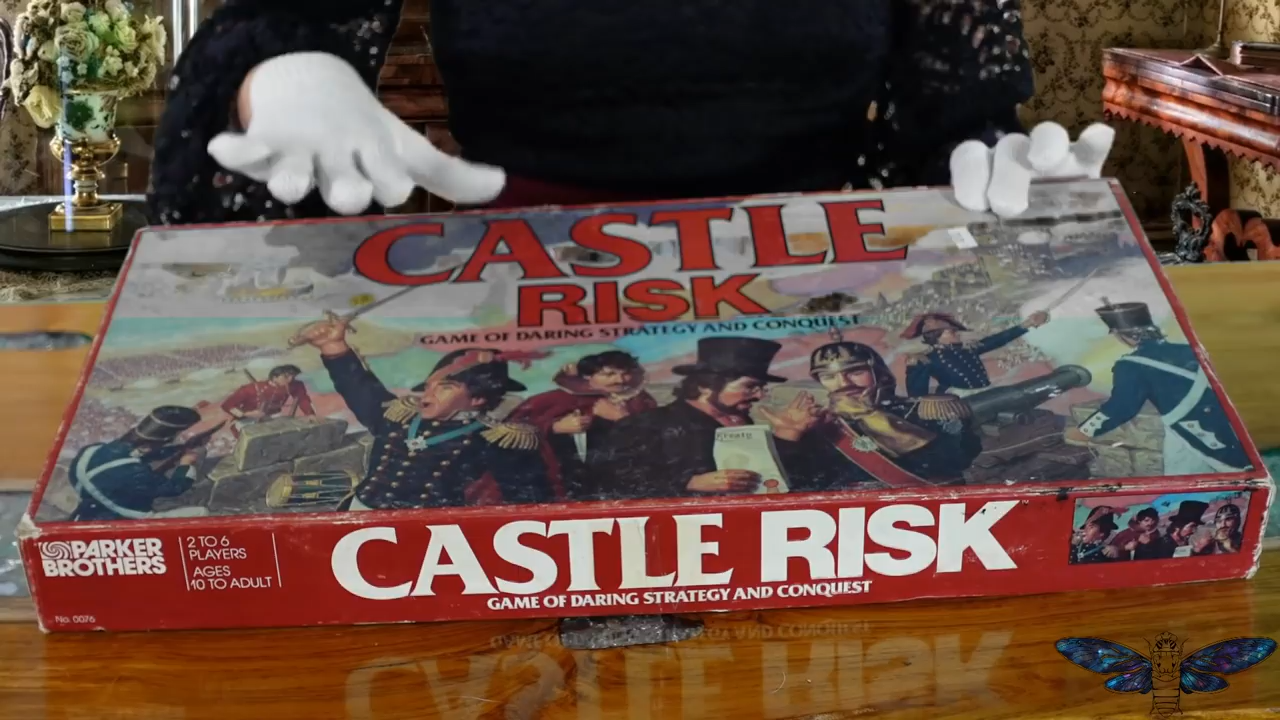 CASTLE
RISK
GAME OF DARING STRATEGY AND CONQUEST
Treaty
PARKER
BROTHERS
2 TO 6
PLAYERS
AGES
10 TO ADULT
CASTLE RISK
GAME OF DARING STRATEGY AND CONQUEST
No. 0076